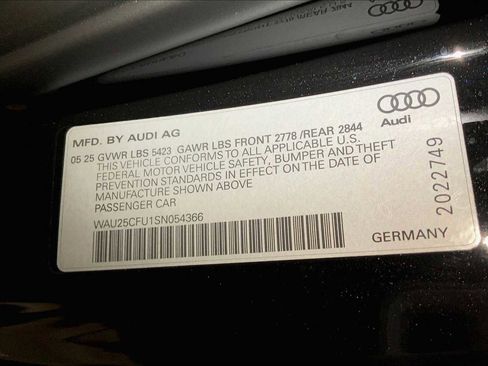 MFD. BY AUDI AG
05 25 GVWR LBS 5423 GAWR LBS FRONT 2778 /REAR 2844
THIS VEHICLE CONFORMS TO ALL APPLICABLE U.S.
FEDERAL MOTOR VEHICLE SAFETY, BUMPER AND THEFT
PREVENTION STANDARDS IN EFFECT ON THE DATE OF
MANUFACTURE SHOWN ABOVE
PASSENGER CAR
WAU25CFU1SN054366
Audi
2022749
GERMANY